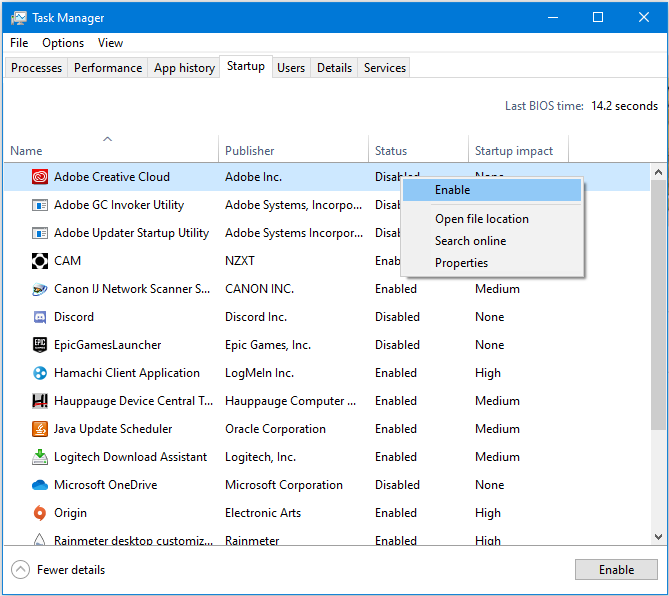 Task Manager
File Options View
Processes Performance App history Startup Users Details Services
Last BIOS time: 14.2 seconds
Name Publisher Status Startup impact
Adobe Creative Cloud Adobe Inc. Disabled None
Enable
Adobe GC Invoker Utility Adobe Systems, Incorpo...
Open file location
Adobe Updater Startup Utility Adobe Systems Incorpor...
Search online
CAM NZXT Enab
Properties
Canon IJ Network Scanner S... CANON INC. Enabled Medium
Discord Discord Inc. Disabled None
EpicGamesLauncher Epic Games, Inc. Disabled None
Hamachi Client Application LogMeIn Inc. Enabled High
Hauppauge Device Central T... Hauppauge Computer ... Enabled Medium
Java Update Scheduler Oracle Corporation Enabled Medium
Logitech Download Assistant Logitech, Inc. Enabled Medium
Microsoft OneDrive Microsoft Corporation Disabled None
Origin Electronic Arts Enabled High
Rainmeter desktop customiz... Rainmeter Enabled High
Fewer details Enable